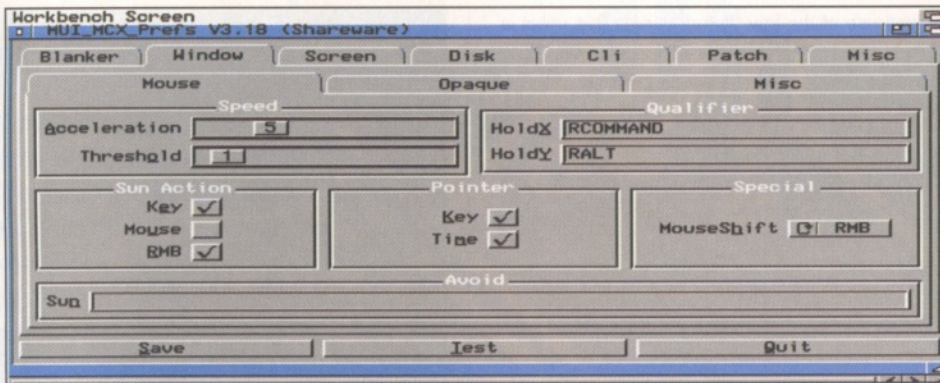 Workbench Screen
MUI_MCX_Prefs V3.18 (Shareware)
Blanker Window Screen Disk Cli Patch Misc
Mouse Opaque Misc
Speed
Acceleration 5
Threshold 1
Qualifier
HoldX RCOMMAND
HoldY RALT
Sun Action
Key
Mouse
RMB
Pointer
Key
Time
Special
MouseShift RMB
Avoid
Sun
Save Test Quit